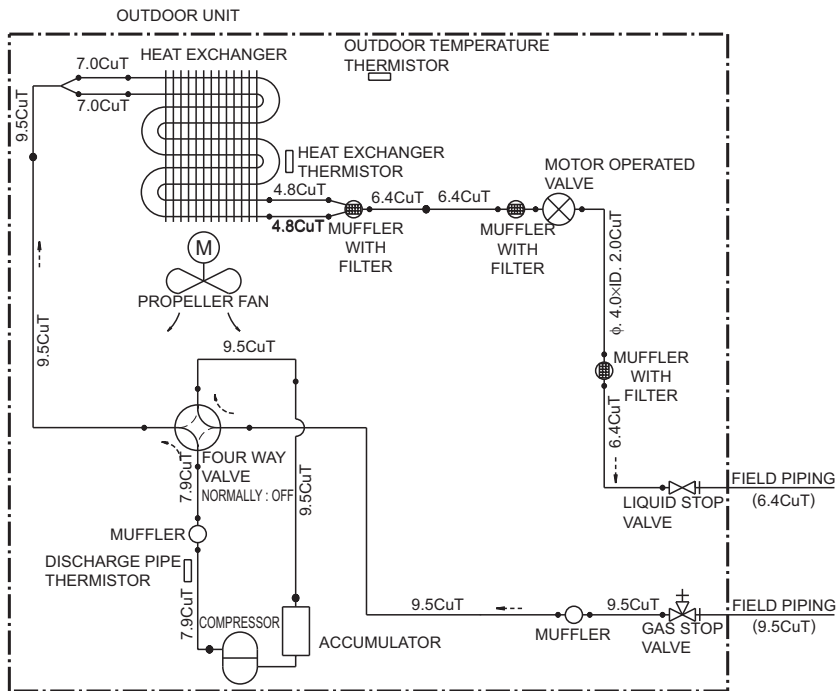 OUTDOOR UNIT
HEAT EXCHANGER
OUTDOOR TEMPERATURE
THERMISTOR
7.0CuT
7.0CuT
9.5CuT
HEAT EXCHANGER
THERMISTOR
MOTOR OPERATED
VALVE
4.8CuT
4.8CuT
6.4CuT
6.4CuT
MUFFLER
WITH
FILTER
MUFFLER
WITH
FILTER
M
PROPELLER FAN
φ. 4.0×ID. 2.0CuT
9.5CuT
9.5CuT
MUFFLER
WITH
FILTER
6.4CuT
FOUR WAY
VALVE
NORMALLY : OFF
7.9CuT
9.5CuT
FIELD PIPING
(6.4CuT)
LIQUID STOP
VALVE
MUFFLER
DISCHARGE PIPE
THERMISTOR
7.9CuT
COMPRESSOR
ACCUMULATOR
9.5CuT
MUFFLER
9.5CuT
GAS STOP
VALVE
FIELD PIPING
(9.5CuT)